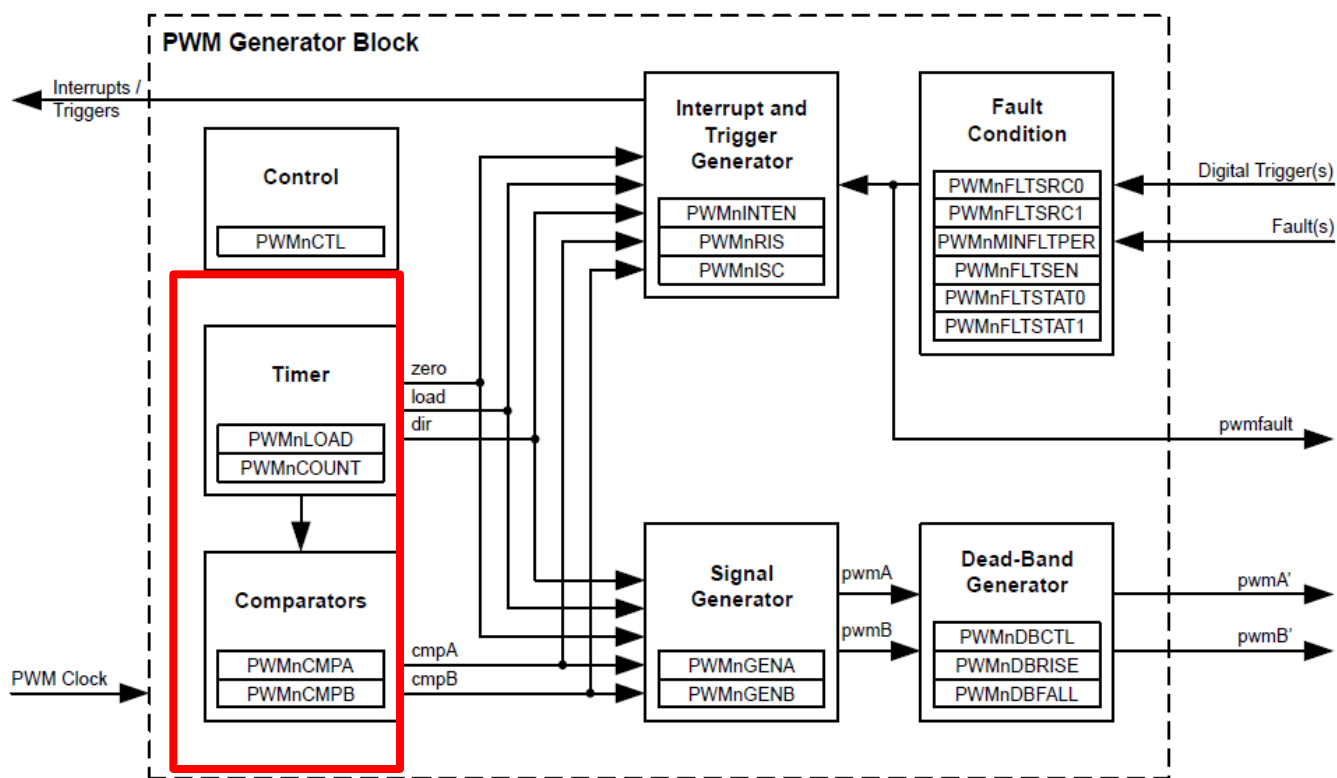 PWM Generator Block
Interrupts /
Triggers
Control
PWMnCTL
Timer
PWMnLOAD
PWMnCOUNT
zero
load
dir
Comparators
PWMnCMPA
PWMnCMPB
cmpA
cmpB
PWM Clock
Interrupt and
Trigger
Generator
PWMnINTEN
PWMnRIS
PWMnISC
Fault
Condition
PWMnFLTSRC0
PWMnFLTSRC1
PWMnMINFLTPER
PWMnFLTSEN
PWMnFLTSTAT0
PWMnFLTSTAT1
Digital Trigger(s)
Fault(s)
pwmfault
Signal
Generator
PWMnGENA
PWMnGENB
pwmA
pwmB
Dead-Band
Generator
PWMnDBCTL
PWMnDBRISE
PWMnDBFALL
pwmA’
pwmB’